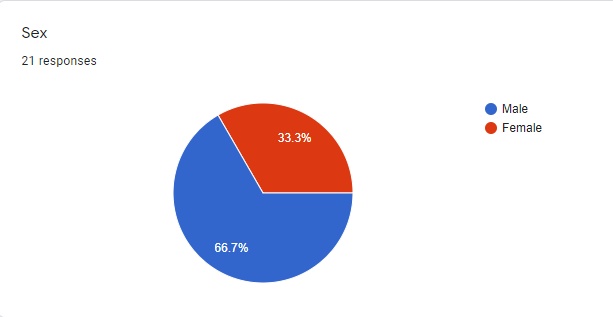 Sex
21 responses
Male
Female
33.3%
66.7%